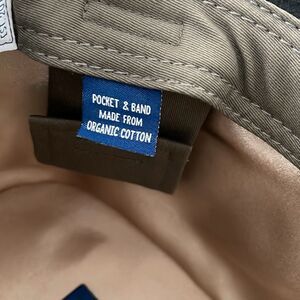 POCKET & BAND
MADE FROM
ORGANIC COTTON